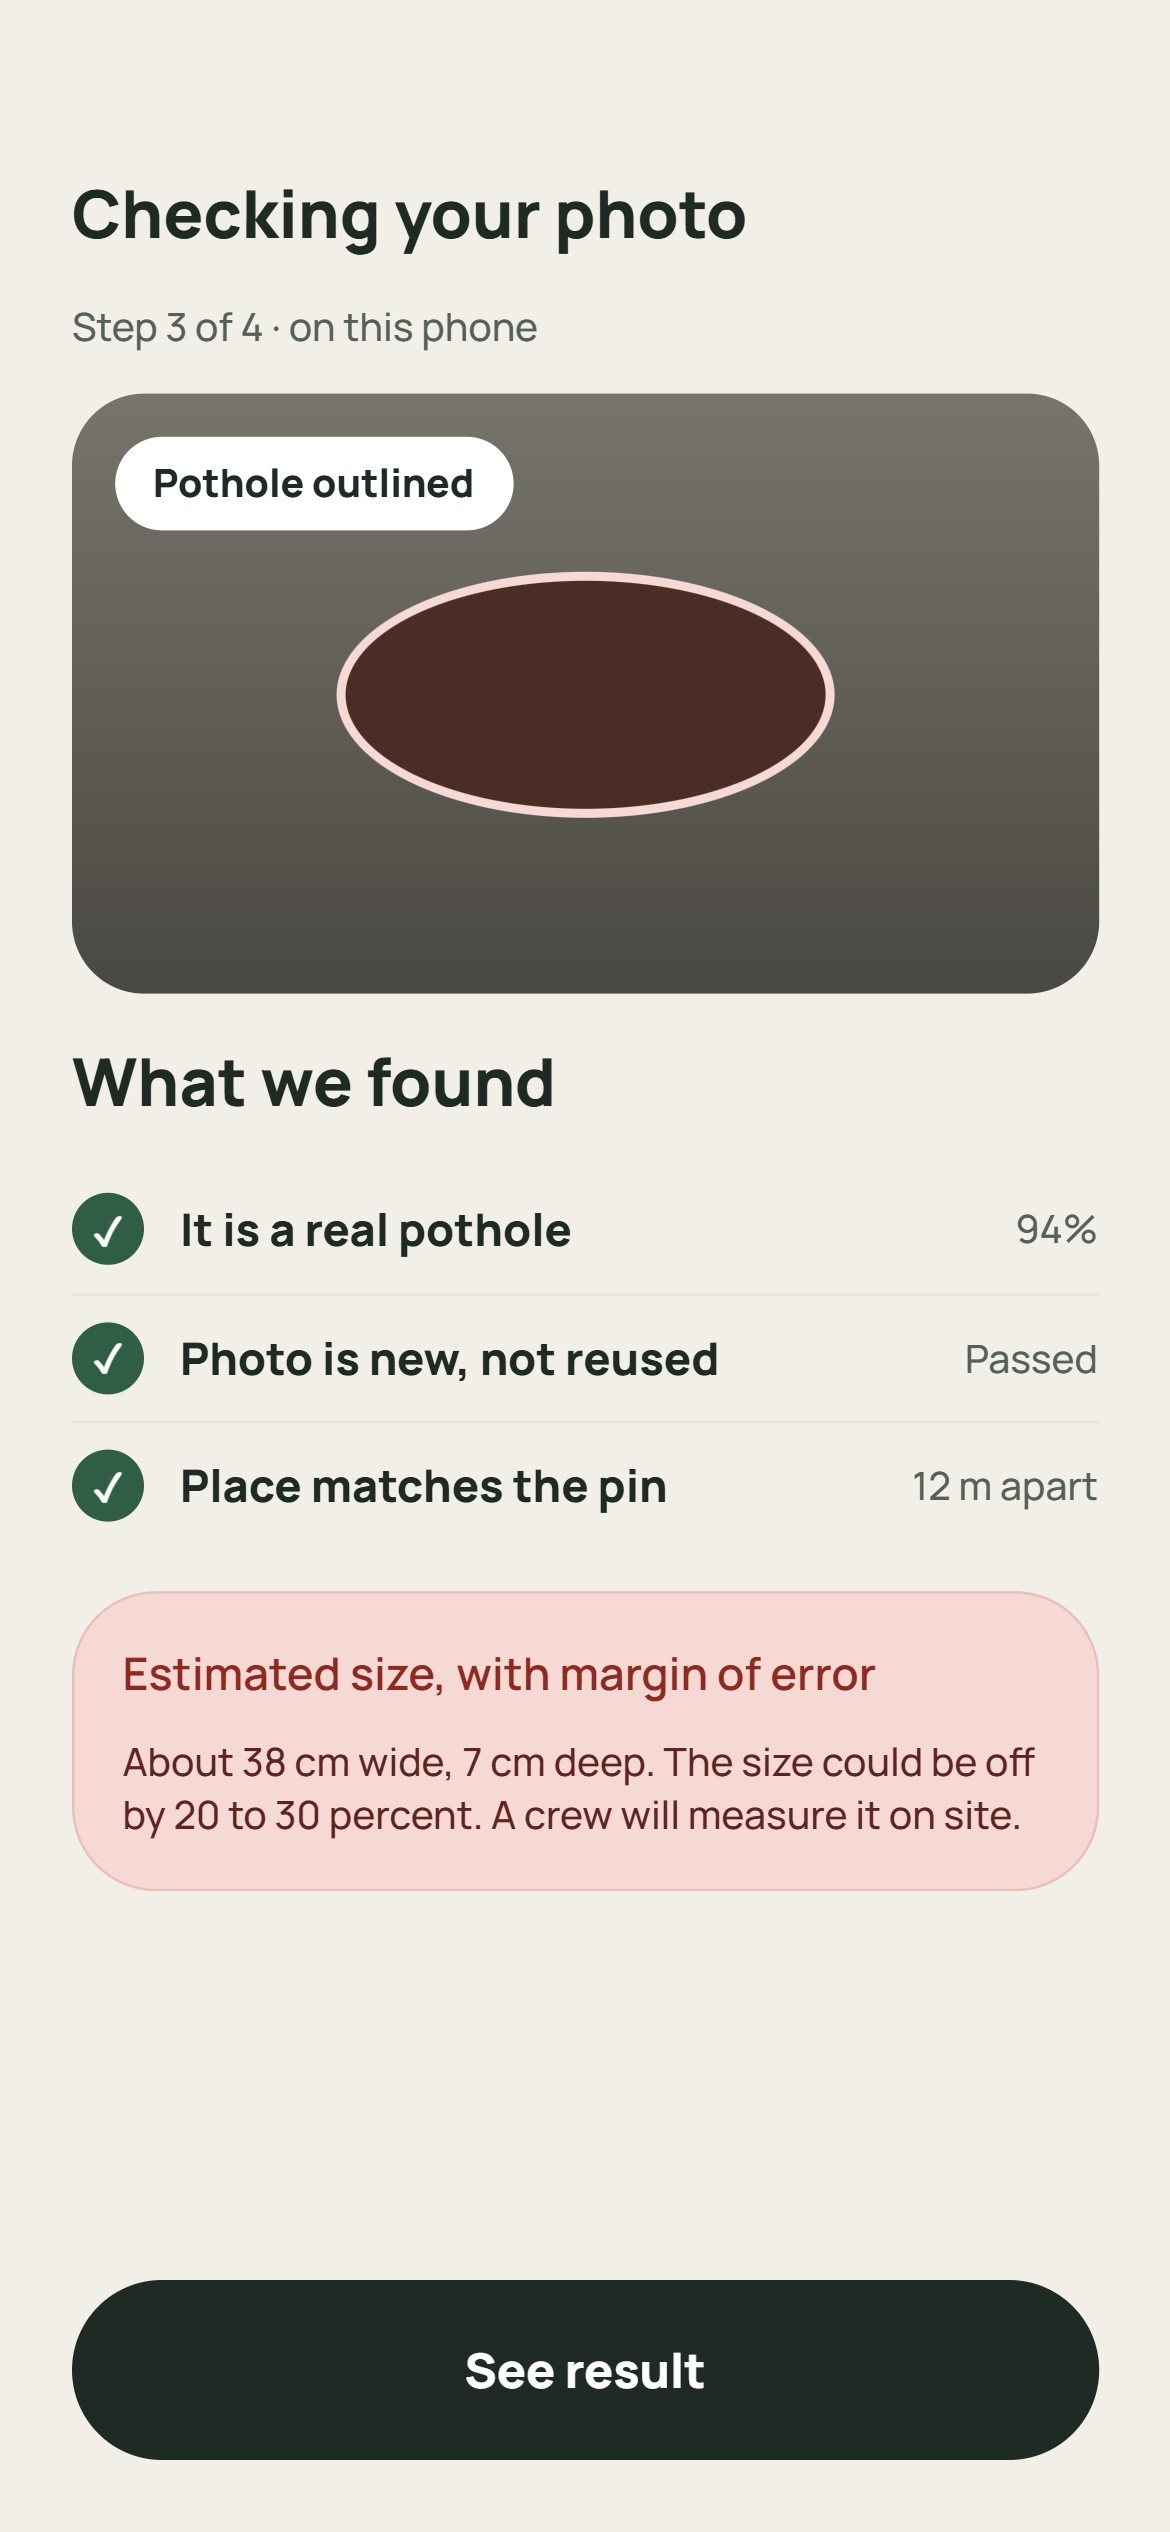 Checking your photo
Step 3 of 4 · on this phone
Pothole outlined
What we found
It is a real pothole 94%
Photo is new, not reused Passed
Place matches the pin 12 m apart
Estimated size, with margin of error
About 38 cm wide, 7 cm deep. The size could be off
by 20 to 30 percent. A crew will measure it on site.
See result